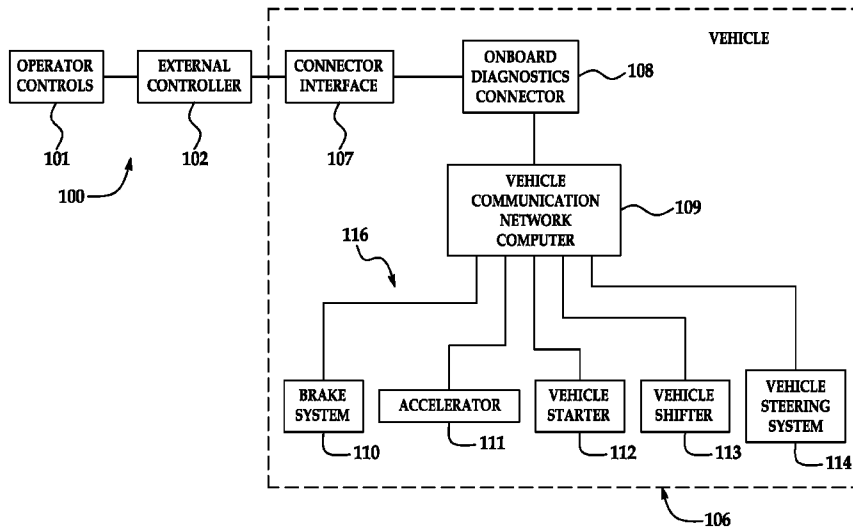 VEHICLE
OPERATOR
CONTROLS
101
EXTERNAL
CONTROLLER
102
CONNECTOR
INTERFACE
107
ONBOARD
DIAGNOSTICS
CONNECTOR
108
100
VEHICLE
COMMUNICATION
NETWORK
COMPUTER
109
116
BRAKE
SYSTEM
110
ACCELERATOR
111
VEHICLE
STARTER
112
VEHICLE
SHIFTER
113
VEHICLE
STEERING
SYSTEM
114
106